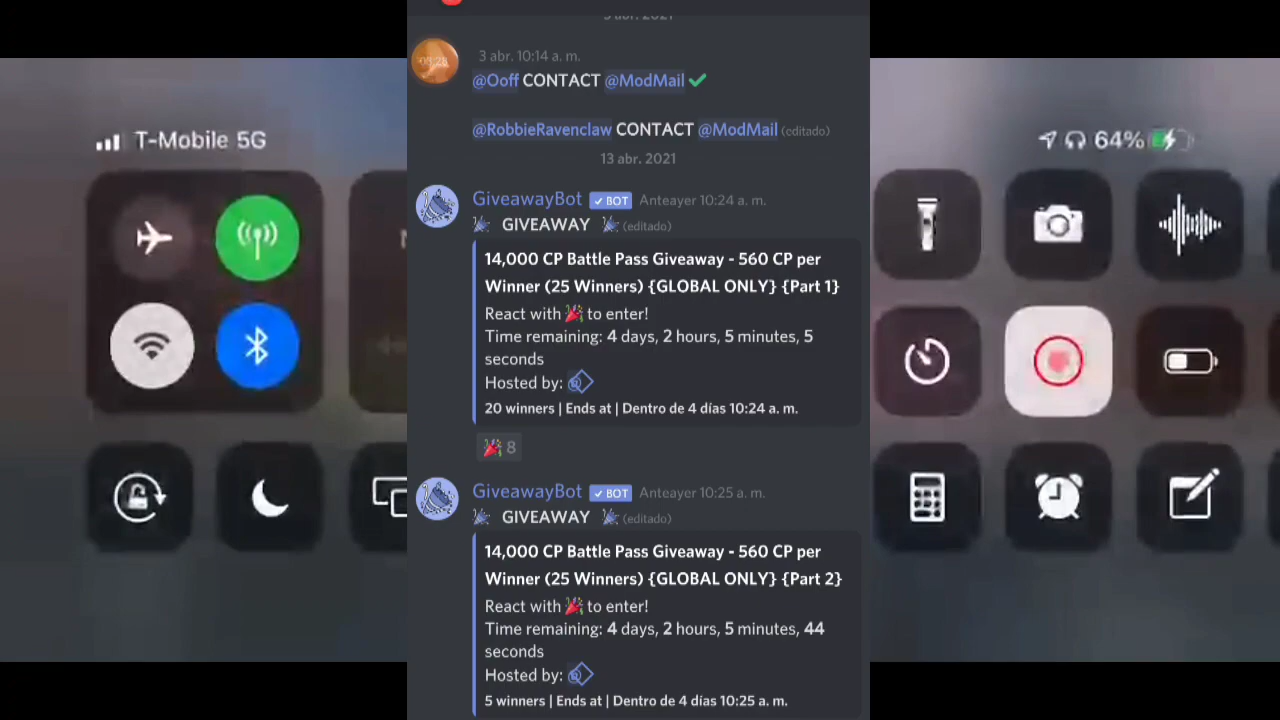 3 abr. 2021
3 abr. 10:14 a. m.
@Ooff CONTACT @ModMail
@RobbieRavenclaw CONTACT @ModMail (editado)
13 abr. 2021
GiveawayBot BOT Anteayer 10:24 a. m.
GIVEAWAY (editado)
14,000 CP Battle Pass Giveaway - 560 CP per
Winner (25 Winners) {GLOBAL ONLY} {Part 1}
React with to enter!
Time remaining: 4 days, 2 hours, 5 minutes, 5
seconds
Hosted by:
20 winners | Ends at | Dentro de 4 días 10:24 a. m.
8
GiveawayBot BOT Anteayer 10:25 a. m.
GIVEAWAY (editado)
14,000 CP Battle Pass Giveaway - 560 CP per
Winner (25 Winners) {GLOBAL ONLY} {Part 2}
React with to enter!
Time remaining: 4 days, 2 hours, 5 minutes, 44
seconds
Hosted by:
5 winners | Ends at | Dentro de 4 días 10:25 a. m.
T-Mobile 5G
64%